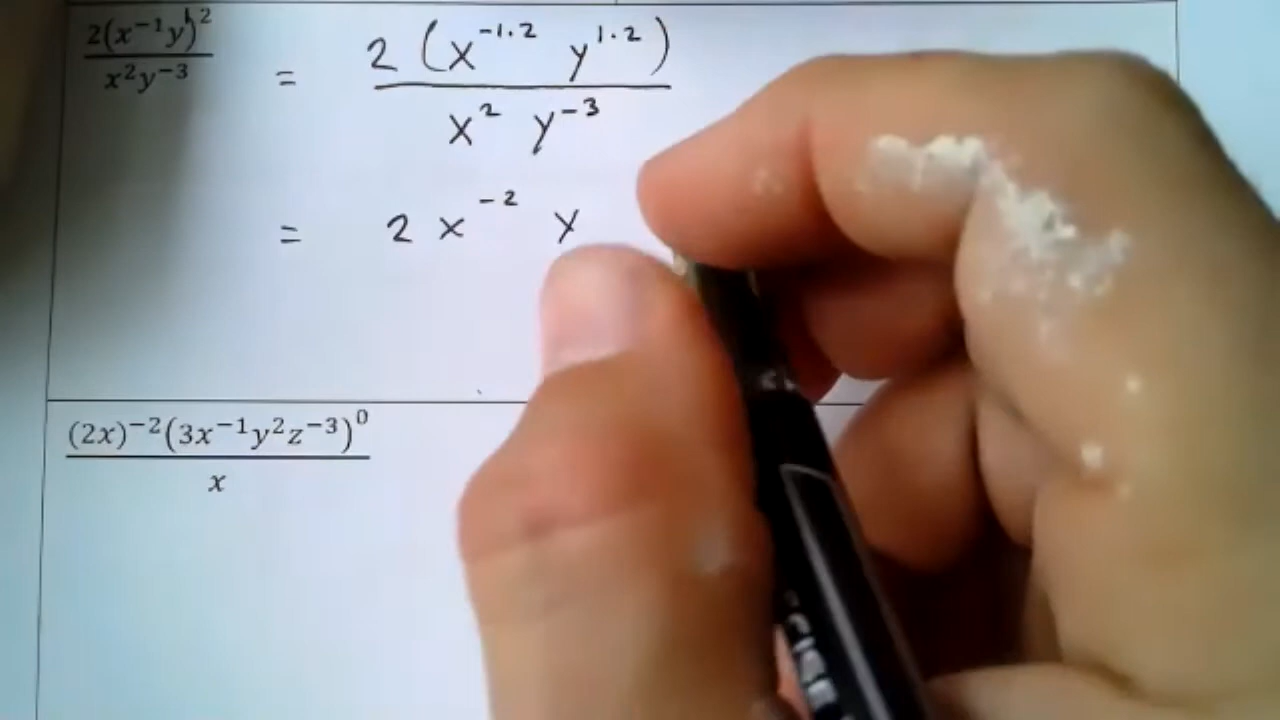 2(x⁻¹y¹)² / x²y⁻³ = 2 (x⁻¹·² y¹·²) / x² y⁻³
= 2 x⁻² y
(2x)⁻²(3x⁻¹y²z⁻³)⁰ / x